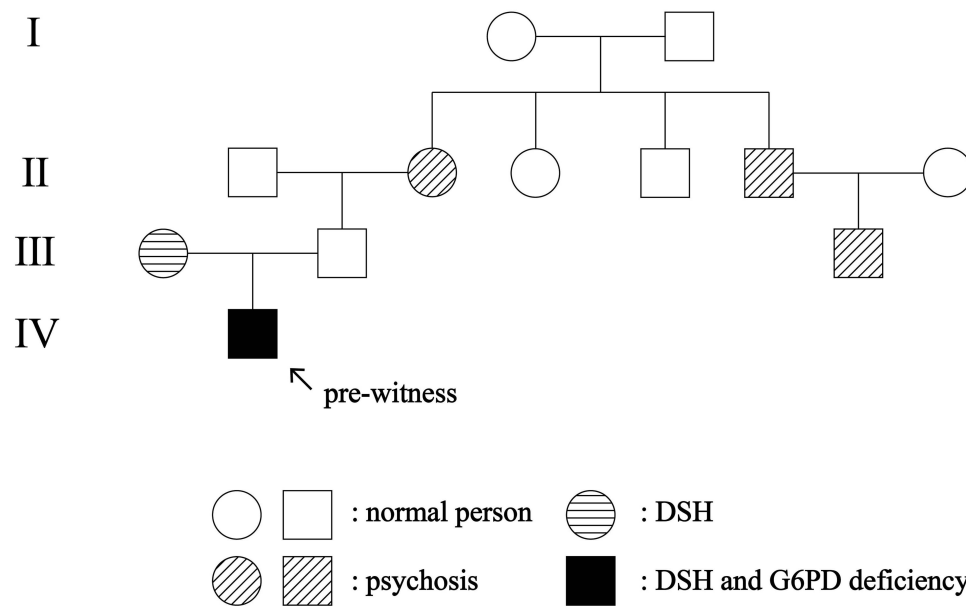 I
II
III
IV
pre-witness
: normal person
: DSH
: psychosis
: DSH and G6PD deficiency